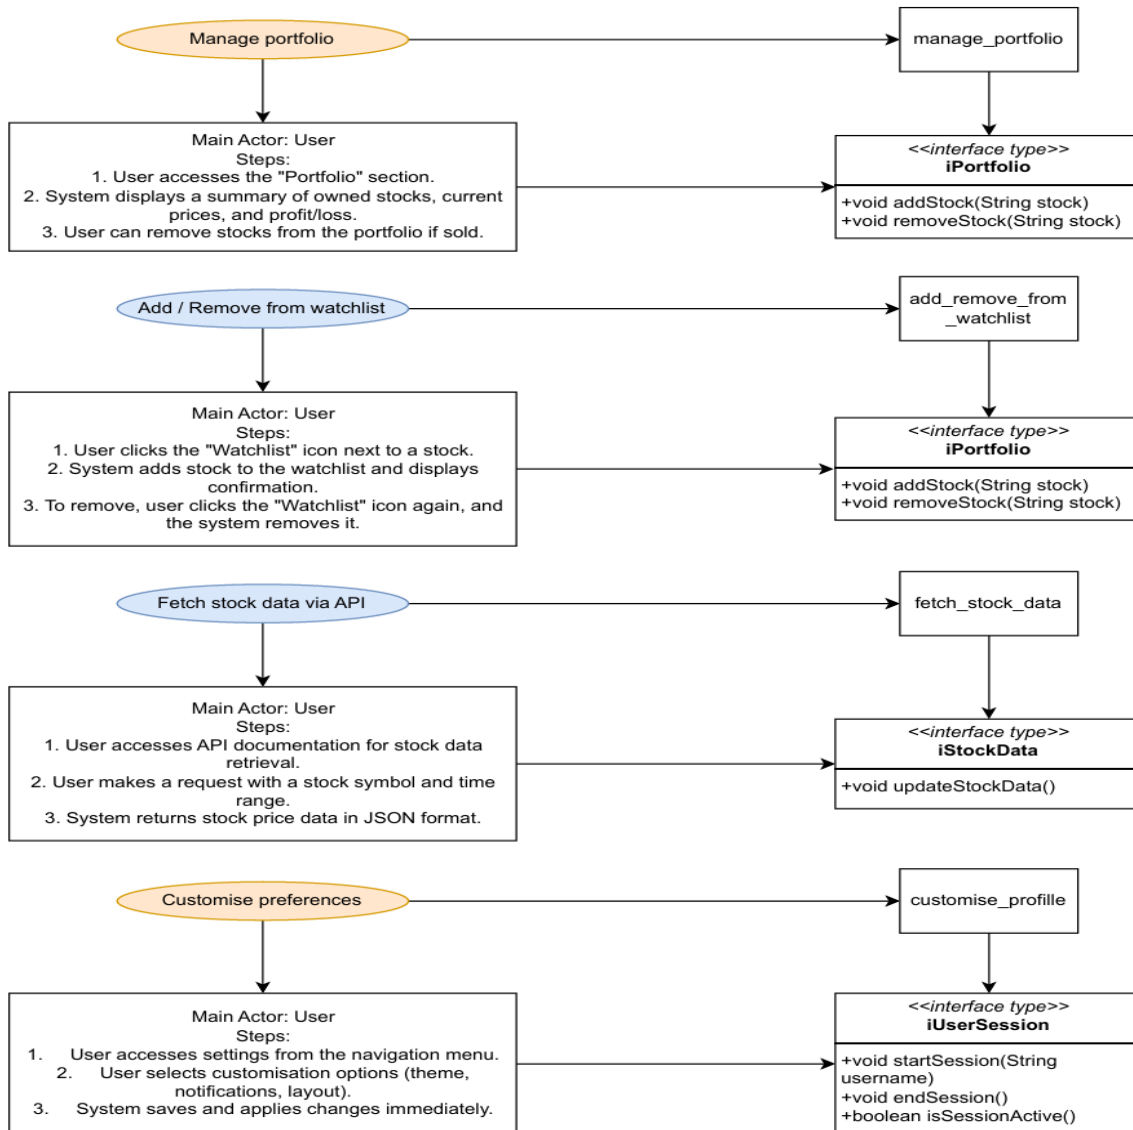 Manage portfolio
manage_portfolio
Main Actor: User
Steps:
1. User accesses the "Portfolio" section.
2. System displays a summary of owned stocks, current
prices, and profit/loss.
3. User can remove stocks from the portfolio if sold.
<<interface type>>
iPortfolio
+void addStock(String stock)
+void removeStock(String stock)
Add / Remove from watchlist
add_remove_from
_watchlist
Main Actor: User
Steps:
1. User clicks the "Watchlist" icon next to a stock.
2. System adds stock to the watchlist and displays
confirmation.
3. To remove, user clicks the "Watchlist" icon again, and
the system removes it.
<<interface type>>
iPortfolio
+void addStock(String stock)
+void removeStock(String stock)
Fetch stock data via API
fetch_stock_data
Main Actor: User
Steps:
1. User accesses API documentation for stock data
retrieval.
2. User makes a request with a stock symbol and time
range.
3. System returns stock price data in JSON format.
<<interface type>>
iStockData
+void updateStockData()
Customise preferences
customise_profille
Main Actor: User
Steps:
1. User accesses settings from the navigation menu.
2. User selects customisation options (theme,
notifications, layout).
3. System saves and applies changes immediately.
<<interface type>>
iUserSession
+void startSession(String
username)
+void endSession()
+boolean isSessionActive()